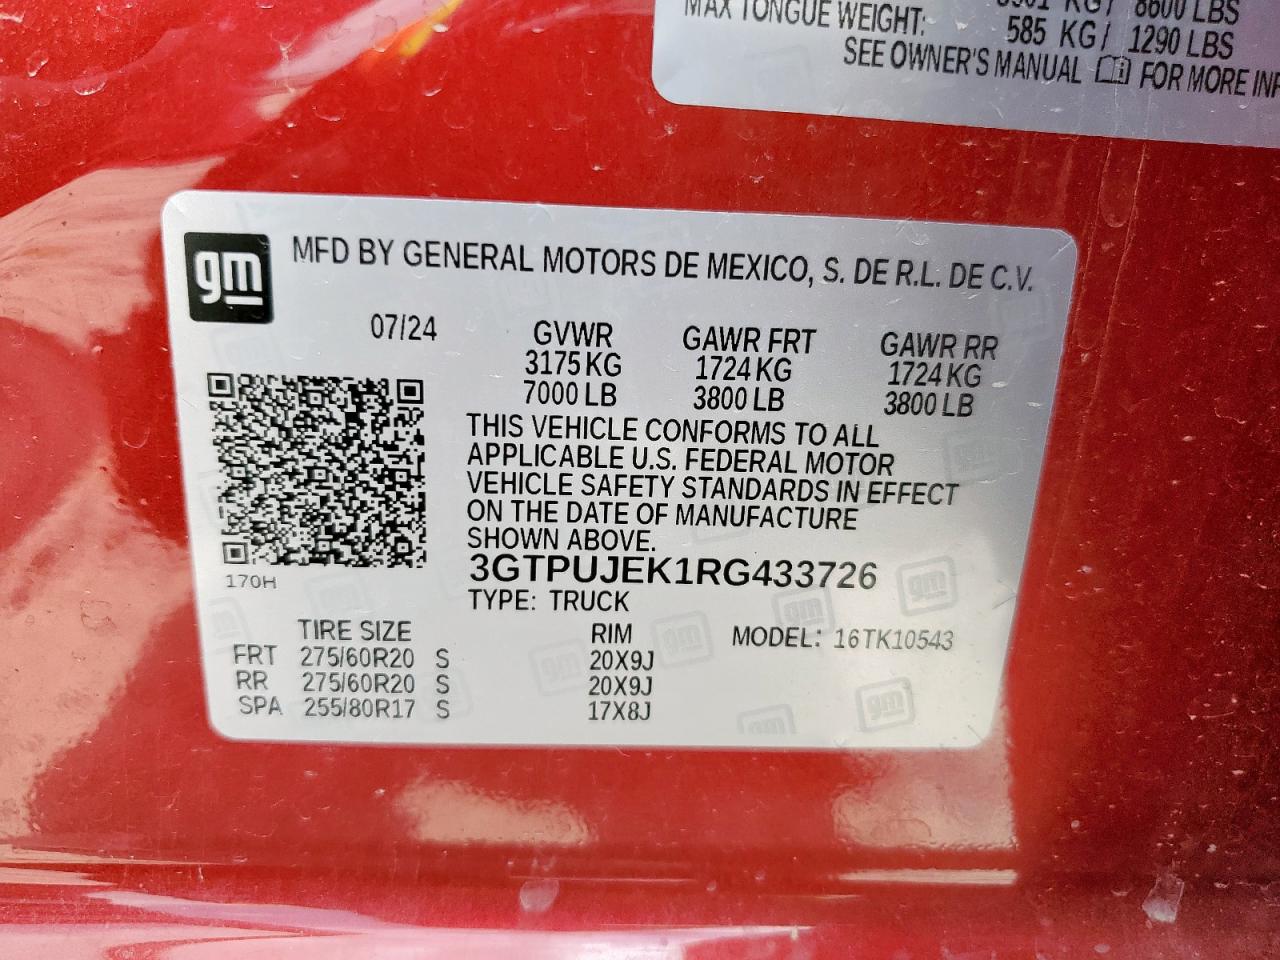 8600 LBS
MAX TONGUE WEIGHT: 585 KG / 1290 LBS
SEE OWNER'S MANUAL FOR MORE
gm MFD BY GENERAL MOTORS DE MEXICO, S. DE R.L. DE C.V.
07/24 GVWR GAWR FRT GAWR RR
3175 KG 1724 KG 1724 KG
7000 LB 3800 LB 3800 LB
THIS VEHICLE CONFORMS TO ALL
APPLICABLE U.S. FEDERAL MOTOR
VEHICLE SAFETY STANDARDS IN EFFECT
ON THE DATE OF MANUFACTURE
SHOWN ABOVE.
170H
3GTPUJEK1RG433726
TYPE: TRUCK
TIRE SIZE RIM MODEL: 16TK10543
FRT 275/60R20 S 20X9J
RR 275/60R20 S 20X9J
SPA 255/80R17 S 17X8J